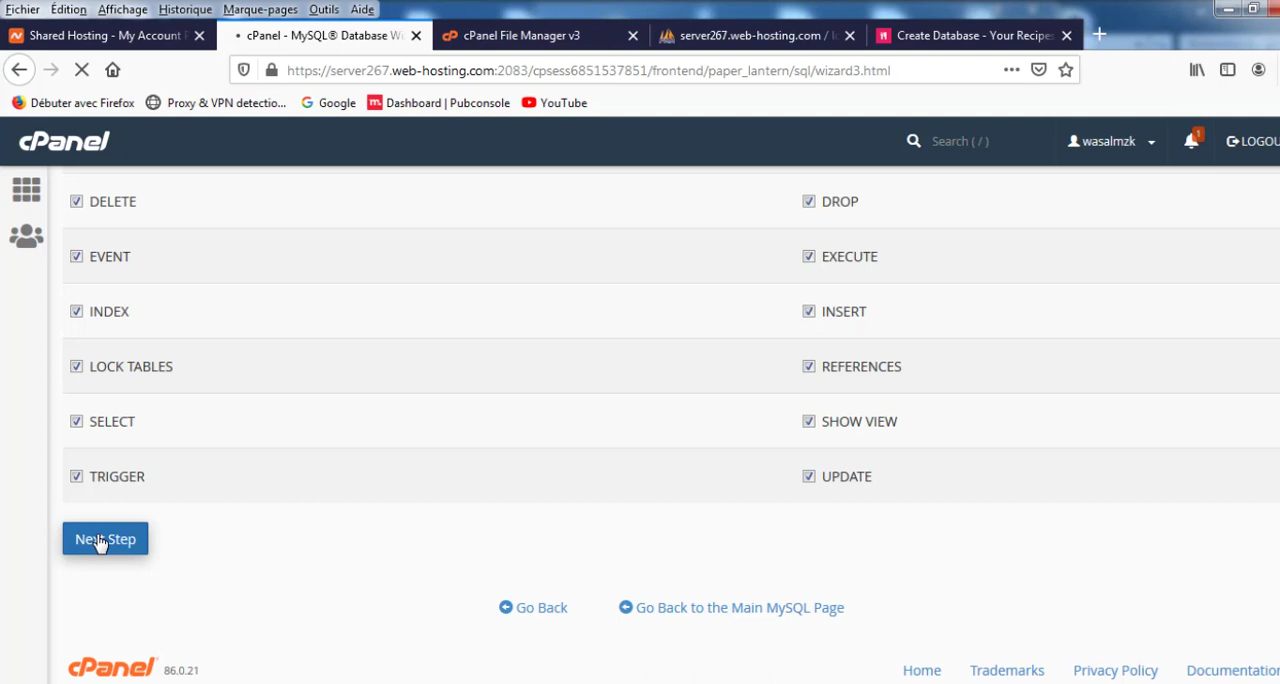 Fichier Édition Affichage Historique Marque-pages Outils Aide
Shared Hosting - My Account cPanel - MySQL® Database Wi cPanel File Manager v3 server267.web-hosting.com / lo Create Database - Your Recipes
https://server267.web-hosting.com:2083/cpsess6851537851/frontend/paper_lantern/sql/wizard3.html
Débuter avec Firefox Proxy & VPN detectio... Google Dashboard | Pubconsole YouTube
cPanel Search ( / ) wasalmzk 1 LOGOU
DELETE DROP
EVENT EXECUTE
INDEX INSERT
LOCK TABLES REFERENCES
SELECT SHOW VIEW
TRIGGER UPDATE
Next Step
Go Back Go Back to the Main MySQL Page
cPanel 86.0.21 Home Trademarks Privacy Policy Documentation